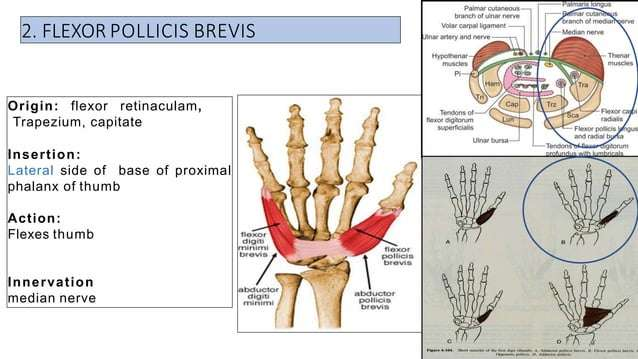 2. FLEXOR POLLICIS BREVIS
Origin: flexor retinaculam,
Trapezium, capitate
Insertion:
Lateral side of base of proximal
phalanx of thumb
Action:
Flexes thumb
Innervation
median nerve
flexor
digiti
minimi
brevis
flexor
pollicis
brevis
abductor
digiti
minimi
abductor
pollicis
brevis
Palmar cutaneous
branch of ulnar nerve
Volar carpal ligament
Ulnar artery and nerve
Hypothenar
muscles
Pi
Tri
Ham
Cap
Lun
Trz
Tra
Sca
Tendons of
flexor digitorum
superficialis
Ulnar bursa
Palmaris longus
Palmar cutaneous
branch of median nerve
Median nerve
Thenar
muscles
Flexor carpi
radialis
Flexor pollicis longus
and radial bursa
Tendons of flexor digitorum
profundus with lumbricals
A
B
C
D